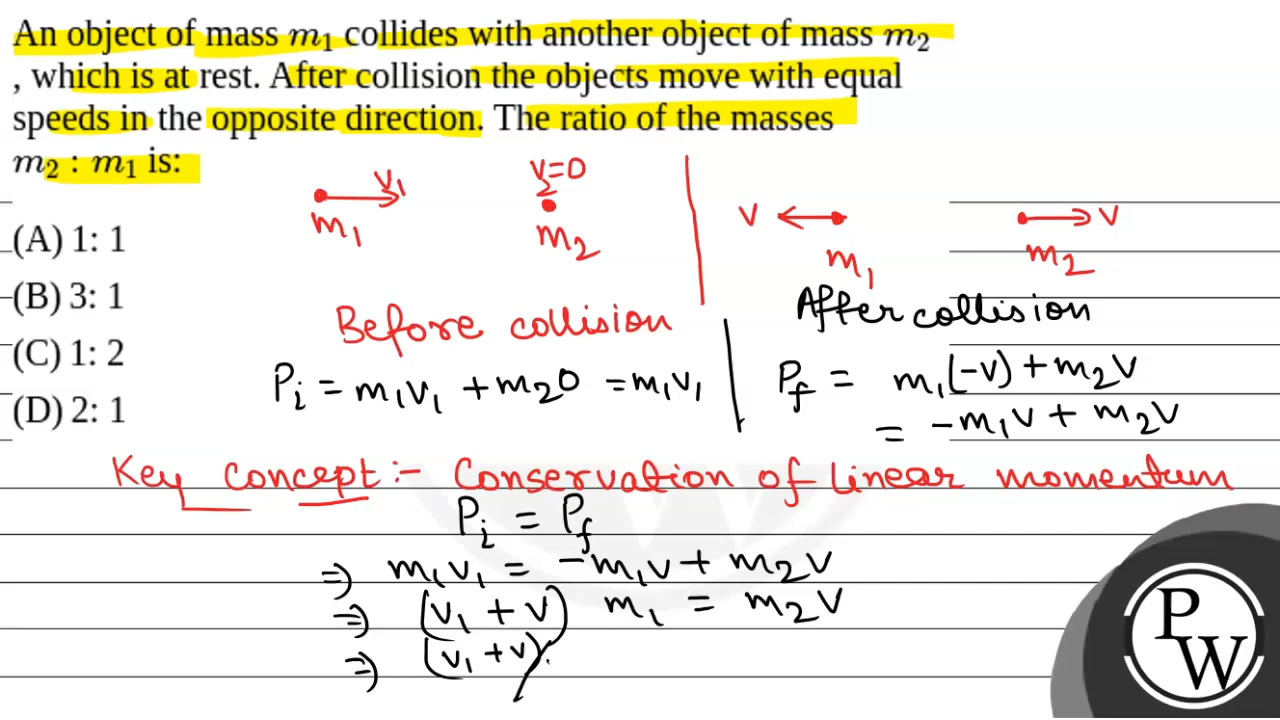 An object of mass m₁ collides with another object of mass m₂
, which is at rest. After collision the objects move with equal
speeds in the opposite direction. The ratio of the masses
m₂ : m₁ is:
(A) 1: 1
(B) 3: 1
(C) 1: 2
(D) 2: 1
V₁
m₁
V₂=0
m₂
V
m₁
V
m₂
Before collision
After collision
Pᵢ = m₁v₁ + m₂0 = m₁v₁
P_f = m₁(-v) + m₂v
= -m₁v + m₂v
Key concept:- Conservation of linear momentum
Pᵢ = P_f
⇒ m₁v₁ = -m₁v + m₂v
⇒ (v₁ + v) m₁ = m₂v
⇒ (v₁ + v)
P
W